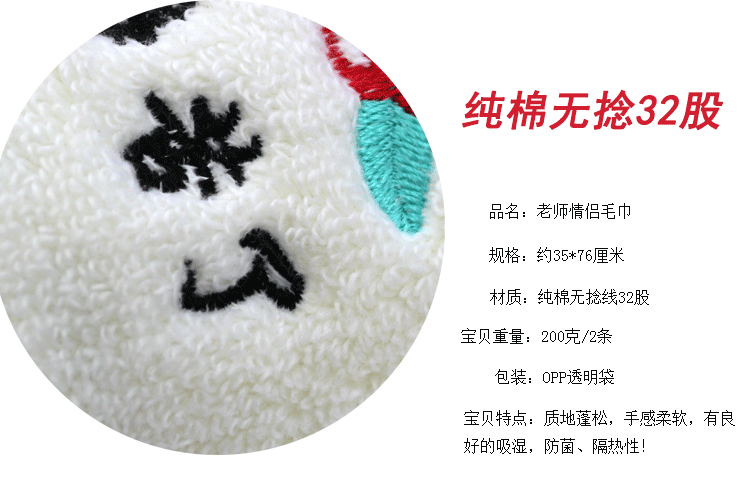 纯棉无捻32股
品名：老师情侣毛巾
规格：约35*76厘米
材质：纯棉无捻线32股
宝贝重量：200克/2条
包装：OPP透明袋
宝贝特点：质地蓬松，手感柔软，有良
好的吸湿，防菌、隔热性！